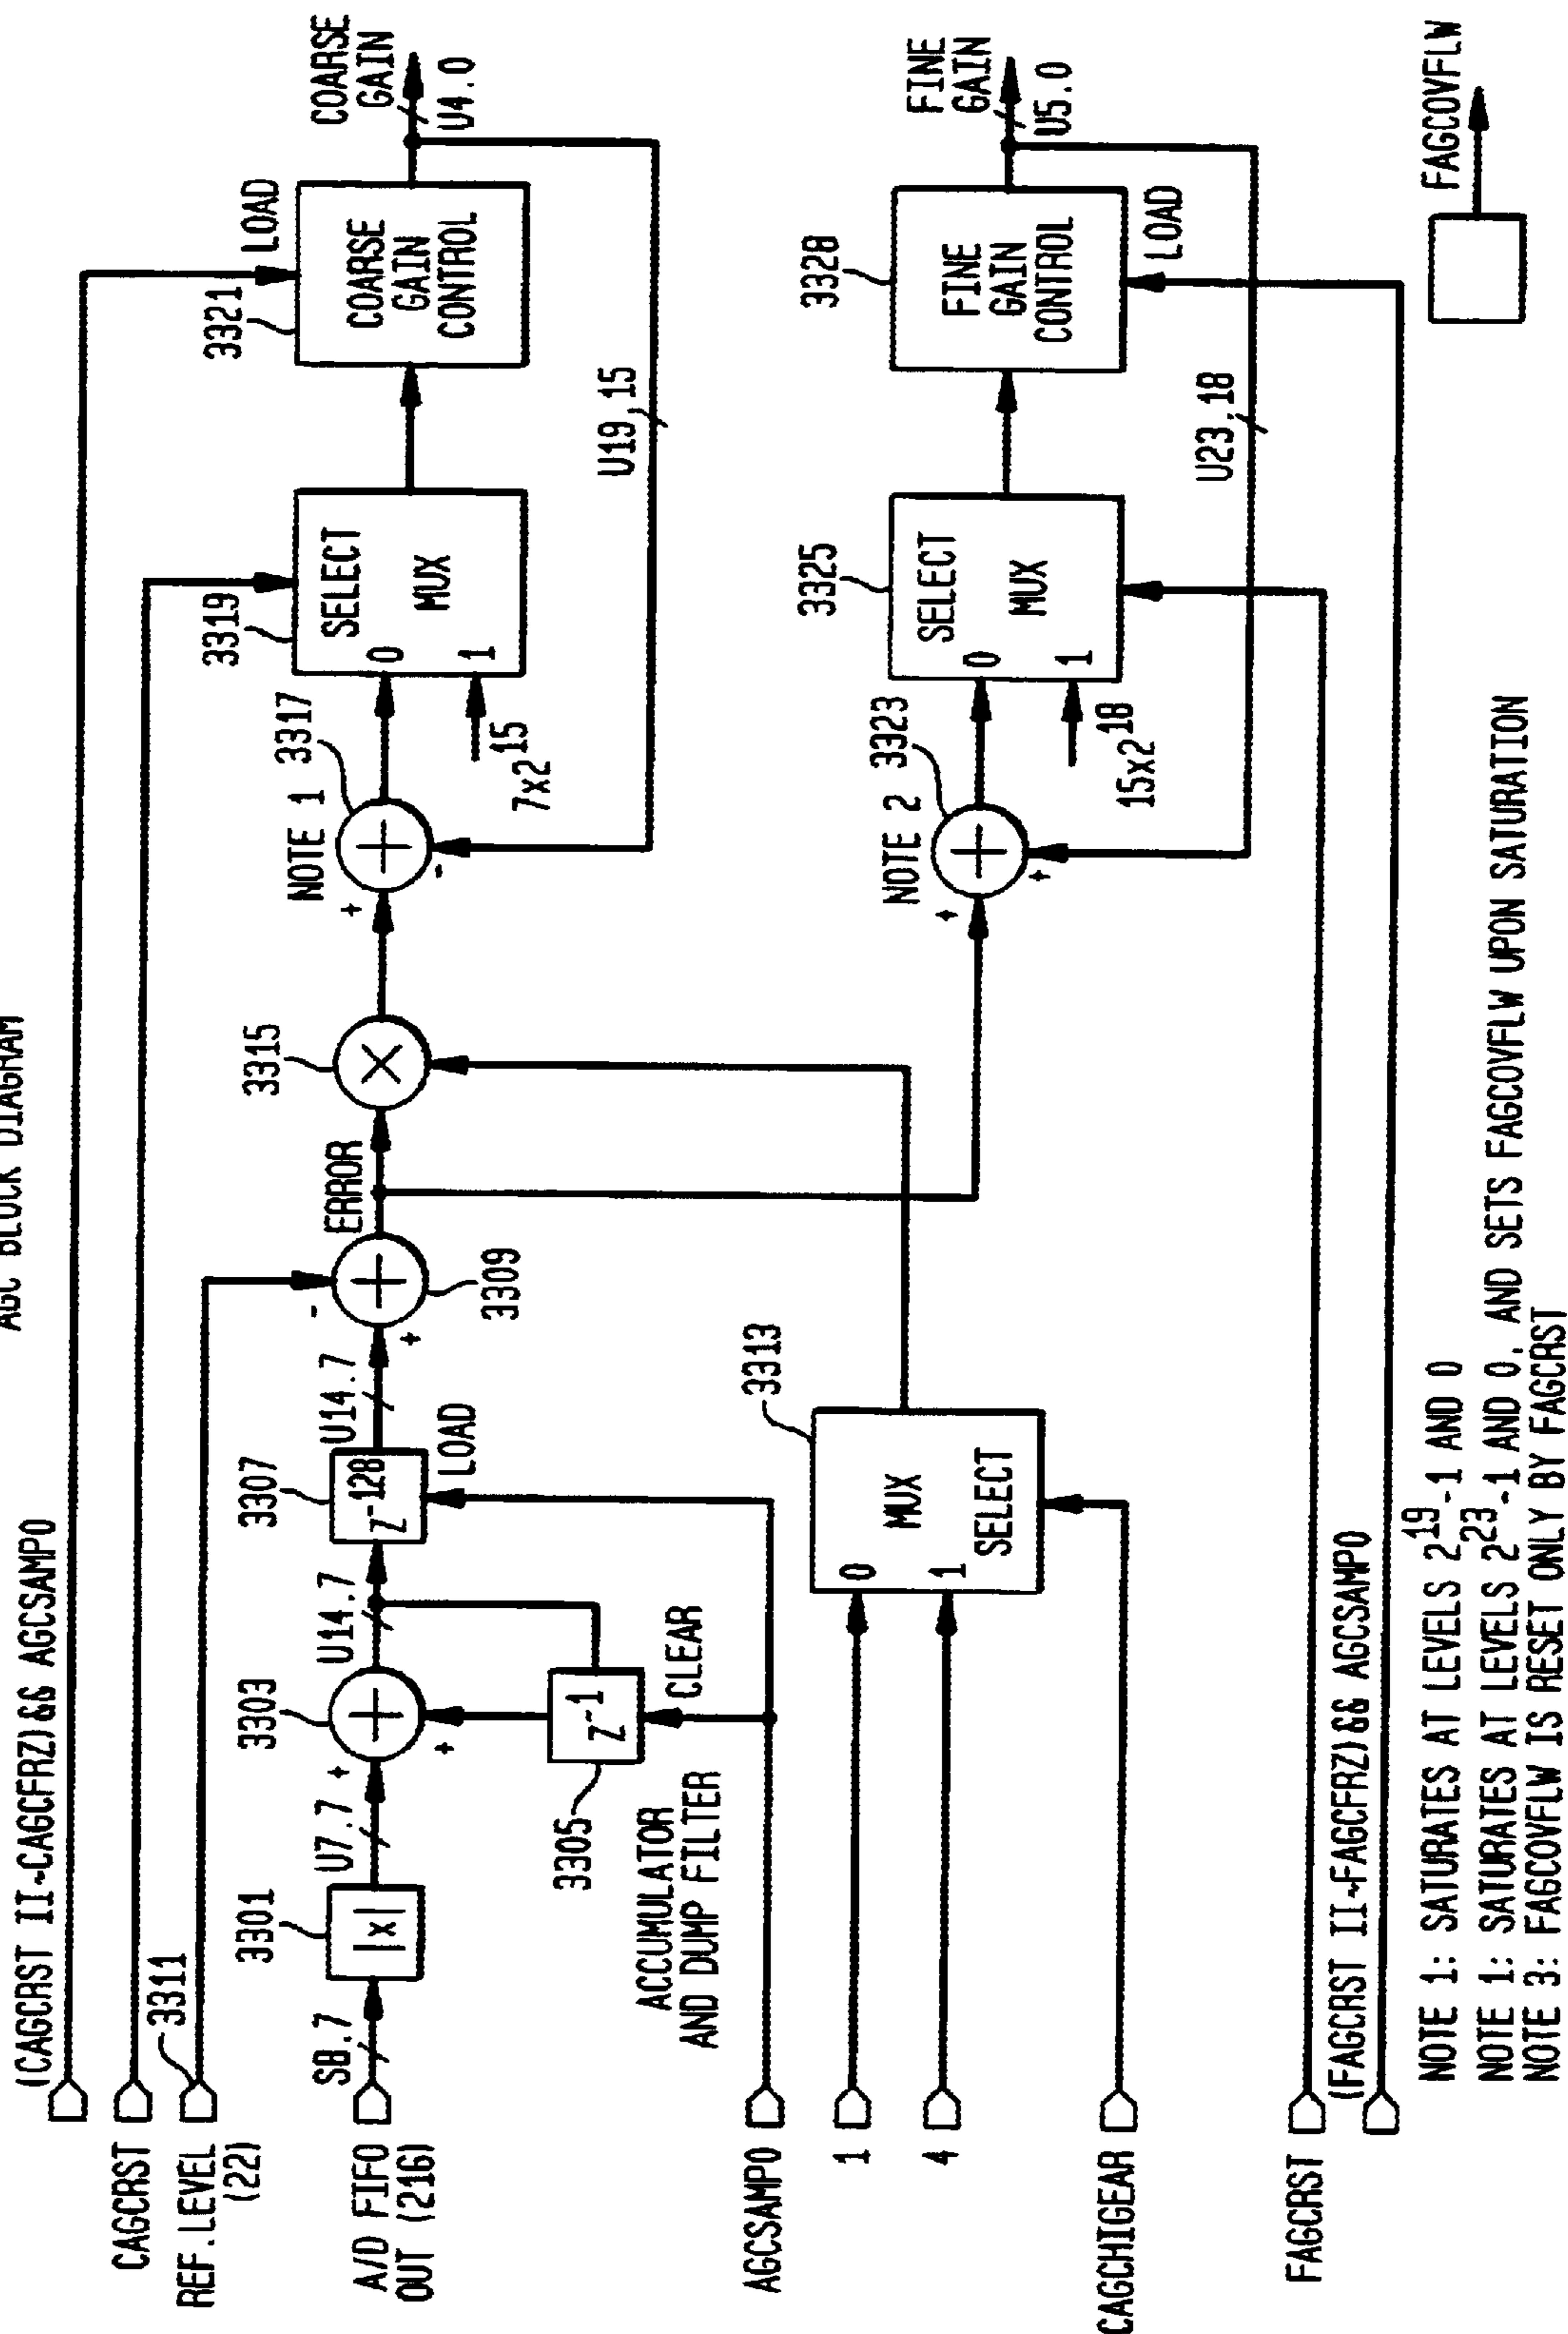 AGC BLOCK DIAGRAM
(CAGCRST II~CAGCFRZ)&& AGCSAMP0
CAGCRST
3311
REF.LEVEL
(22)
A/D FIFO
OUT (216)
S8.7
3301
|x|
U7.7
+
3303
+
U14.7
3305
Z-1
CLEAR
ACCUMULATOR
AND DUMP FILTER
3307
Z-128
LOAD
U14.7
-
+
3309
ERROR
3315
×
NOTE 1
3317
+
-
7x2 15
3319
SELECT
MUX
0
1
3321
LOAD
COARSE
GAIN
CONTROL
COARSE
GAIN
U4.0
U19,15
AGCSAMP0
1
4
CAGCHIGEAR
3313
0
1
MUX
SELECT
NOTE 2
3323
+
+
15x2 18
3325
SELECT
MUX
0
1
3328
FINE
GAIN
CONTROL
LOAD
FINE
GAIN
U5.0
U23,18
FAGCRST
(FAGCRST II~FAGCFRZ)&& AGCSAMP0
FAGCOVFLW
NOTE 1: SATURATES AT LEVELS 2 19-1 AND 0
NOTE 1: SATURATES AT LEVELS 2 23-1 AND 0, AND SETS FAGCOVFLW UPON SATURATION
NOTE 3: FAGCOVFLW IS RESET ONLY BY FAGCRST